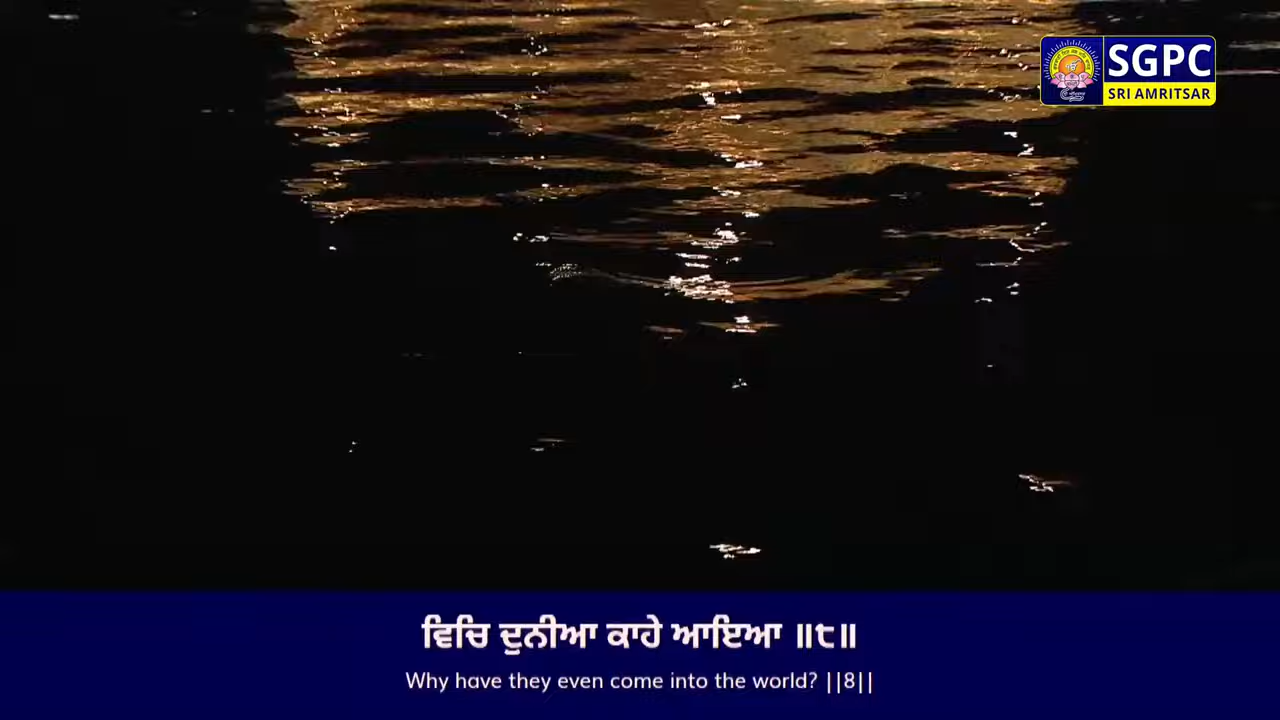 SGPC
SRI AMRITSAR
ਵਿਚਿ ਦੁਨੀਆ ਕਾਹੇ ਆਇਆ ॥੮॥
Why have they even come into the world? ||8||